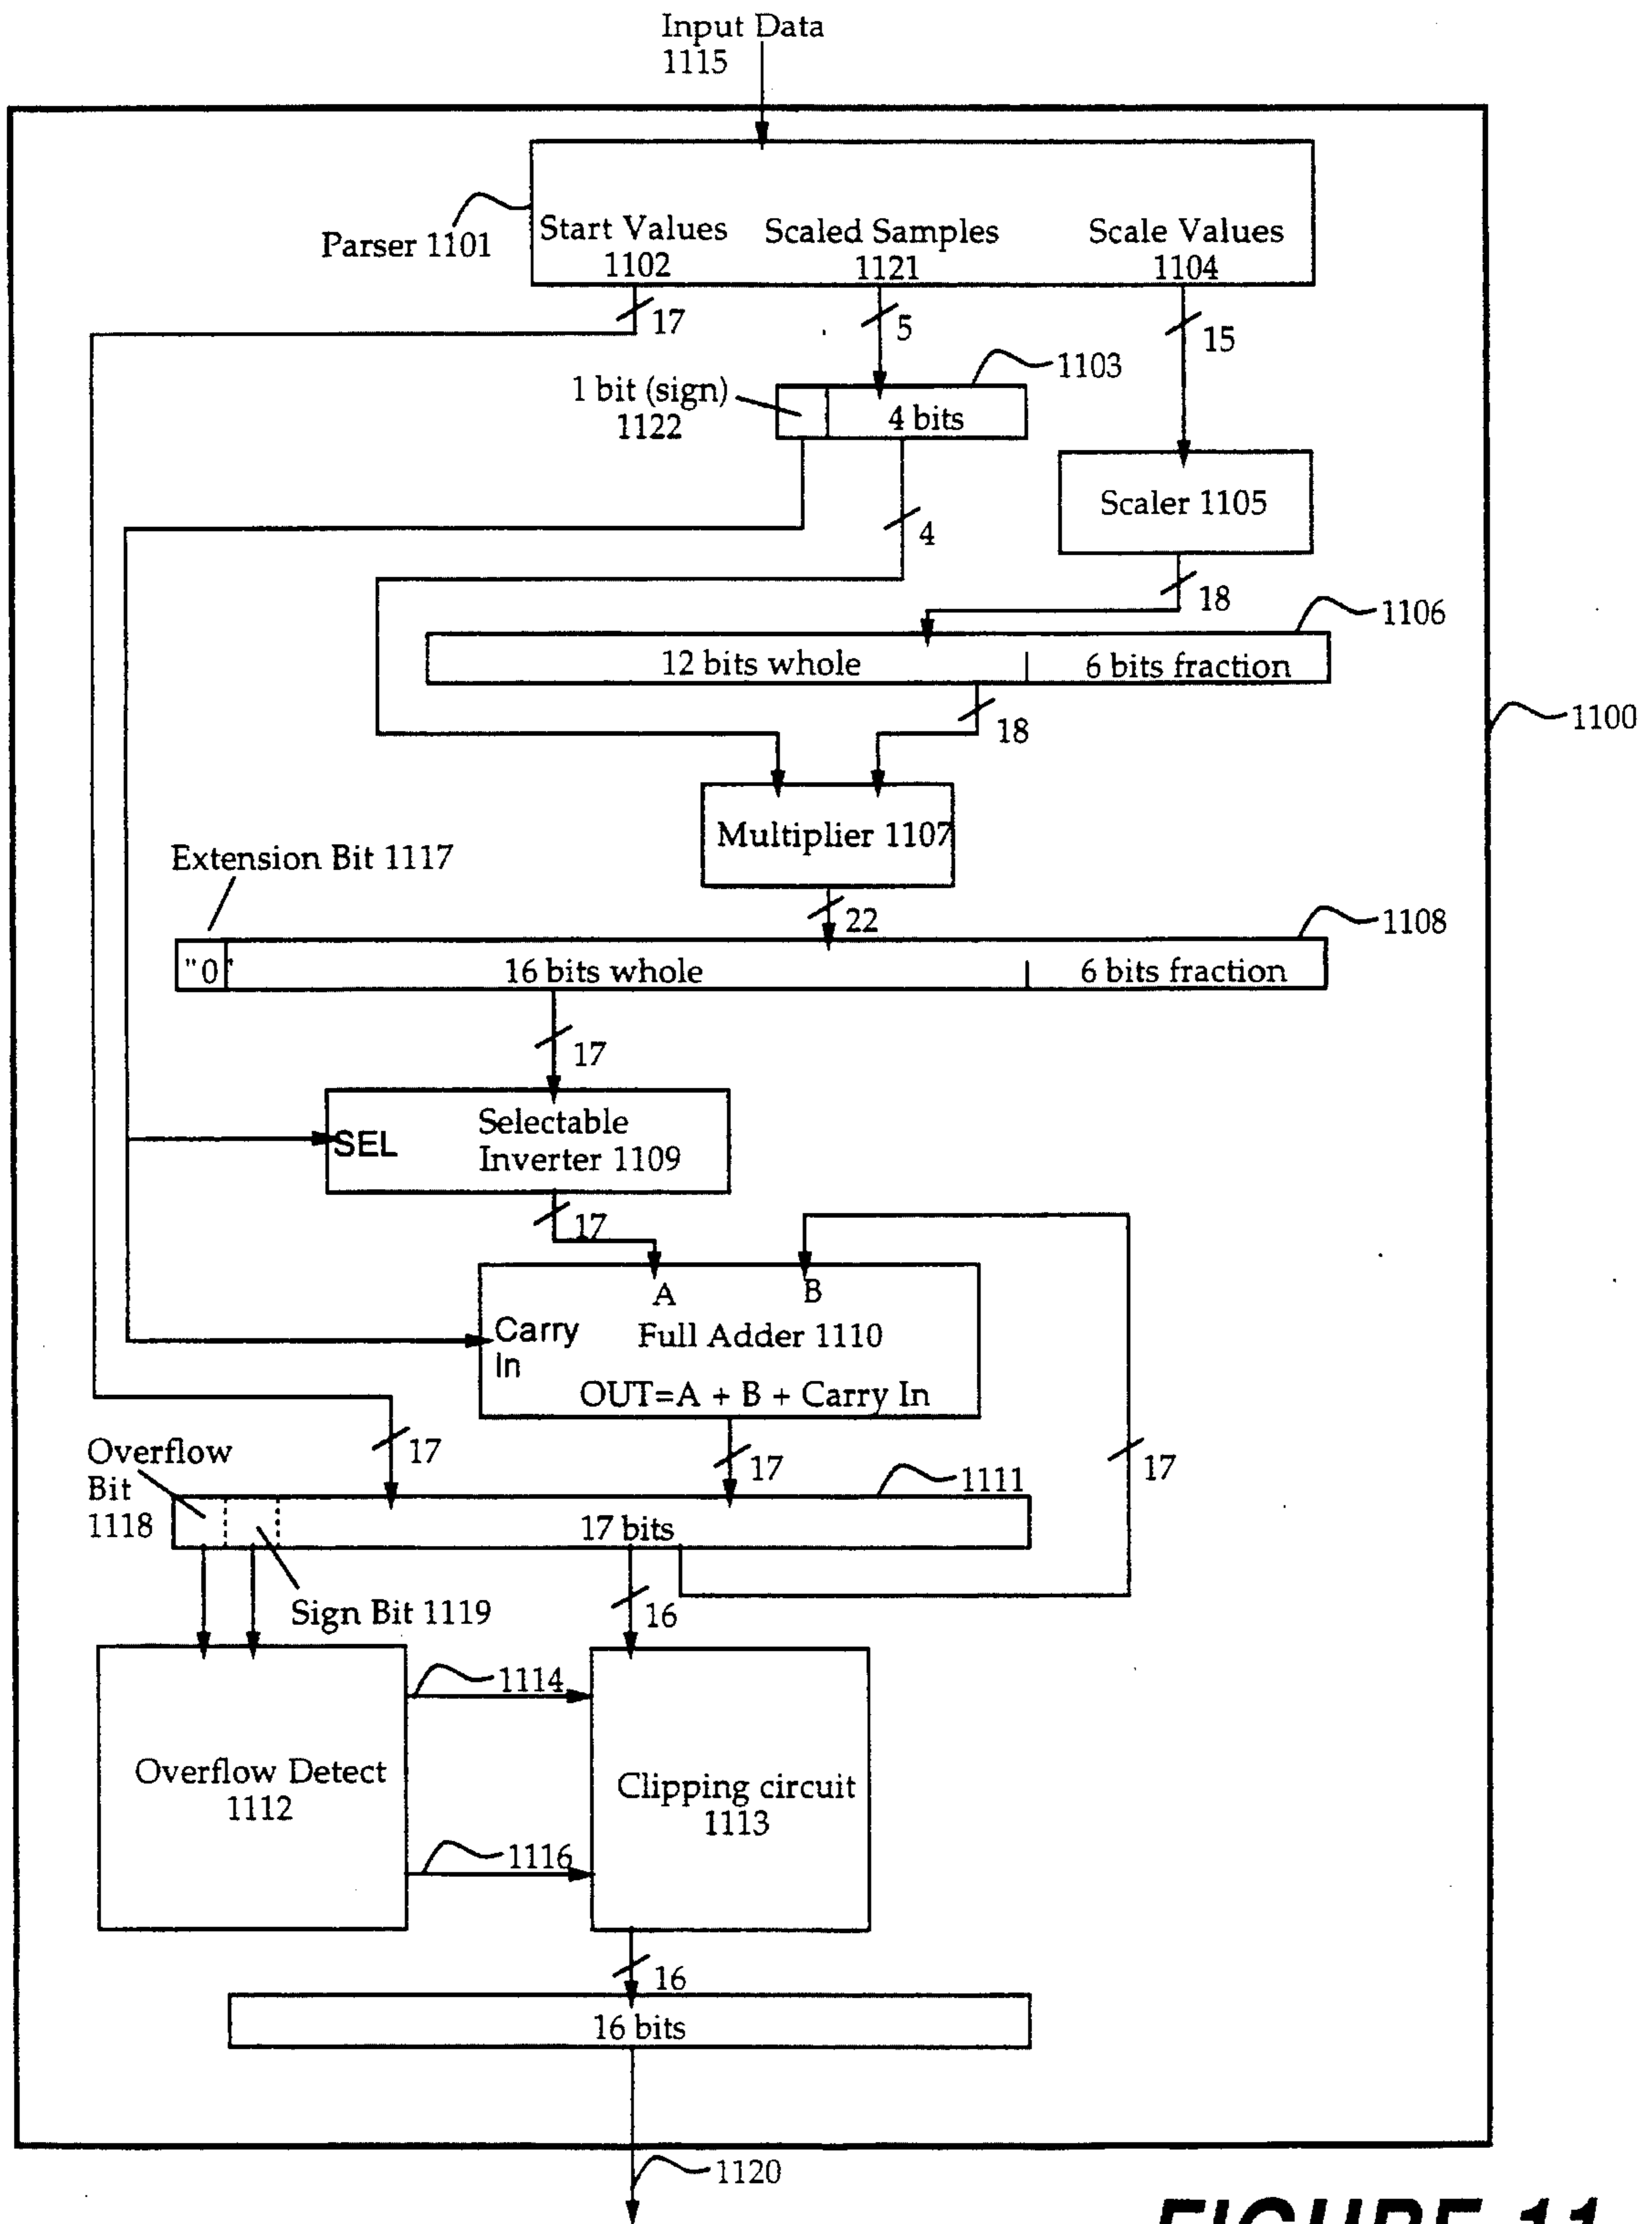 Input Data
1115
Parser 1101
Start Values
1102
Scaled Samples
1121
Scale Values
1104
17
5
15
1 bit (sign)
1122
4 bits
1103
Scaler 1105
4
18
1106
12 bits whole
6 bits fraction
18
1100
Multiplier 1107
Extension Bit 1117
22
1108
"0"
16 bits whole
6 bits fraction
17
SEL
Selectable
Inverter 1109
17
A
B
Carry
In
Full Adder 1110
OUT=A + B + Carry In
17
17
17
Overflow
Bit
1118
1111
17 bits
Sign Bit 1119
16
1114
Overflow Detect
1112
Clipping circuit
1113
1116
16
16 bits
1120
FIGURE 11